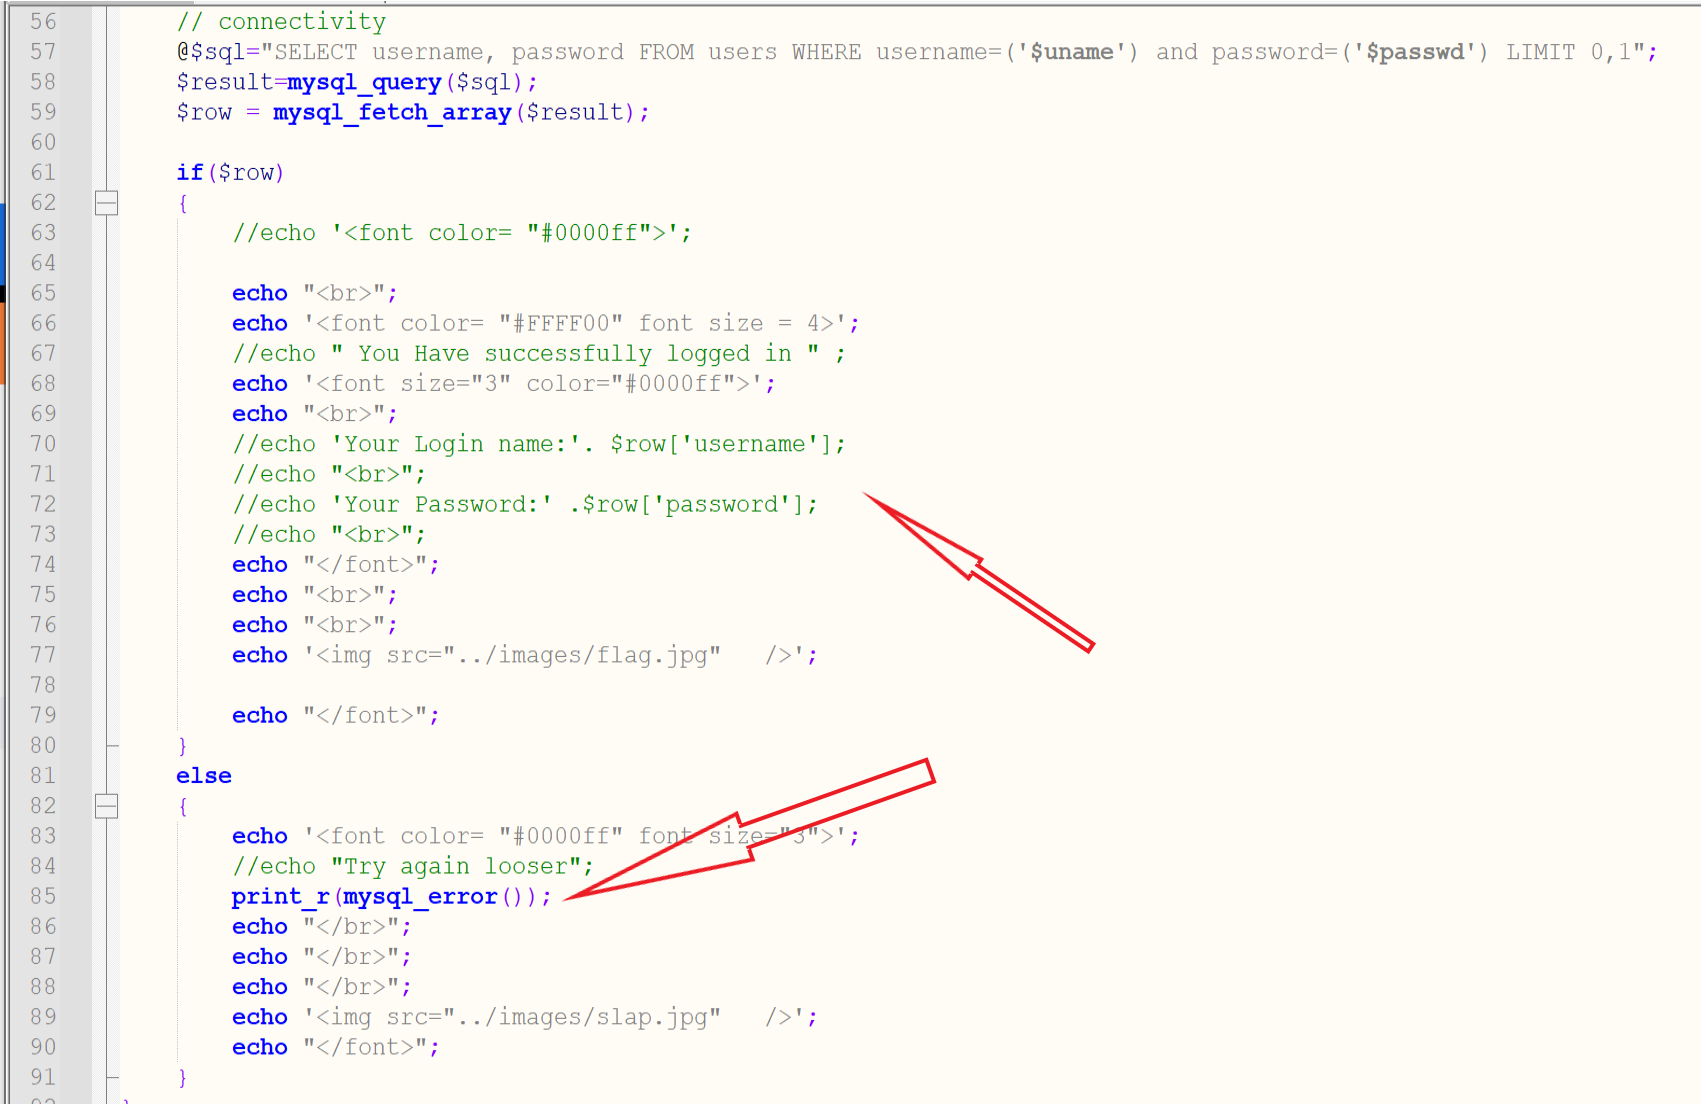 56 // connectivity
57 @$sql="SELECT username, password FROM users WHERE username=('$uname') and password=('$passwd') LIMIT 0,1";
58 $result=mysql_query($sql);
59 $row = mysql_fetch_array($result);
60
61 if($row)
62 {
63 //echo '<font color= "#0000ff">';
64
65 echo "<br>";
66 echo '<font color= "#FFFF00" font size = 4>';
67 //echo " You Have successfully logged in " ;
68 echo '<font size="3" color="#0000ff">';
69 echo "<br>";
70 //echo 'Your Login name:'. $row['username'];
71 //echo "<br>";
72 //echo 'Your Password:' .$row['password'];
73 //echo "<br>";
74 echo "</font>";
75 echo "<br>";
76 echo "<br>";
77 echo '<img src="../images/flag.jpg"   />';
78
79 echo "</font>";
80 }
81 else
82 {
83 echo '<font color= "#0000ff" font size="3">';
84 //echo "Try again looser";
85 print_r(mysql_error());
86 echo "</br>";
87 echo "</br>";
88 echo "</br>";
89 echo '<img src="../images/slap.jpg"   />';
90 echo "</font>";
91 }